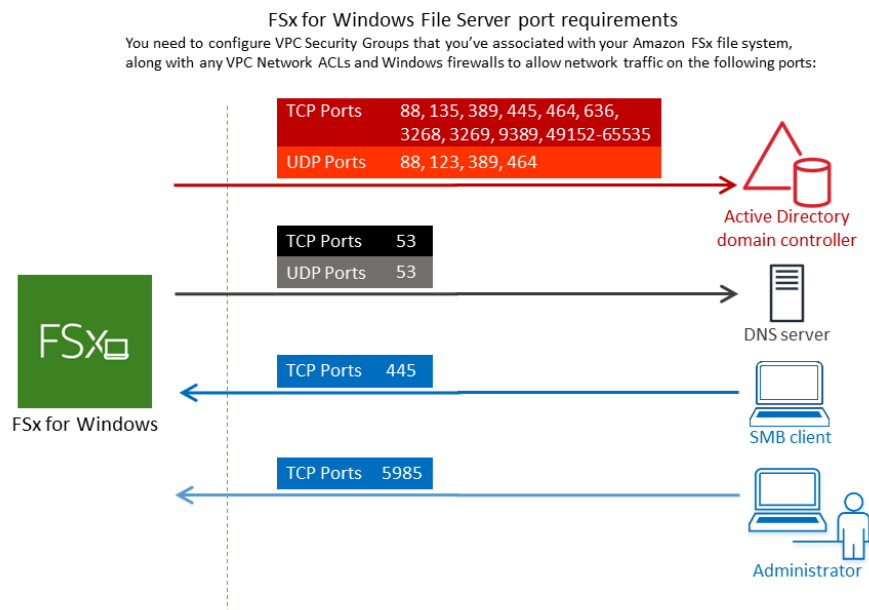 FSx for Windows File Server port requirements
You need to configure VPC Security Groups that you've associated with your Amazon FSx file system,
along with any VPC Network ACLs and Windows firewalls to allow network traffic on the following ports:
TCP Ports 88, 135, 389, 445, 464, 636,
3268, 3269, 9389, 49152-65535
UDP Ports 88, 123, 389, 464
Active Directory
domain controller
TCP Ports 53
UDP Ports 53
DNS server
FSx
FSx for Windows
TCP Ports 445
SMB client
TCP Ports 5985
Administrator